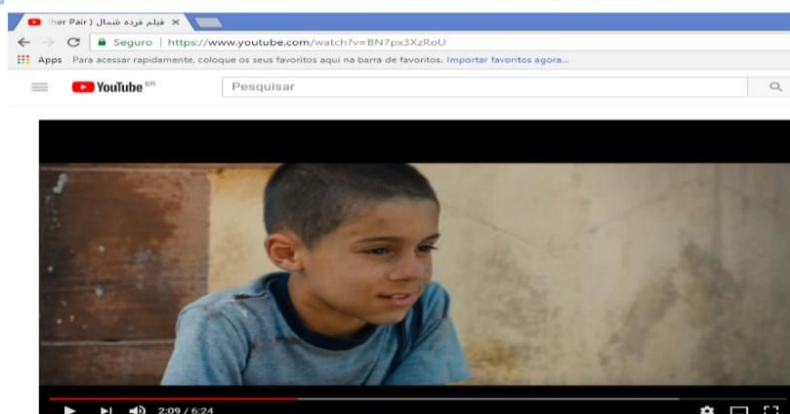 فيلم فرده شمال ( her Pair
Seguro | https://www.youtube.com/watch?v=BN7px3XzRoU
Apps Para acessar rapidamente, coloque os seus favoritos aqui na barra de favoritos. Importar favoritos agora...
YouTube BR Pesquisar
2:09 / 6:24